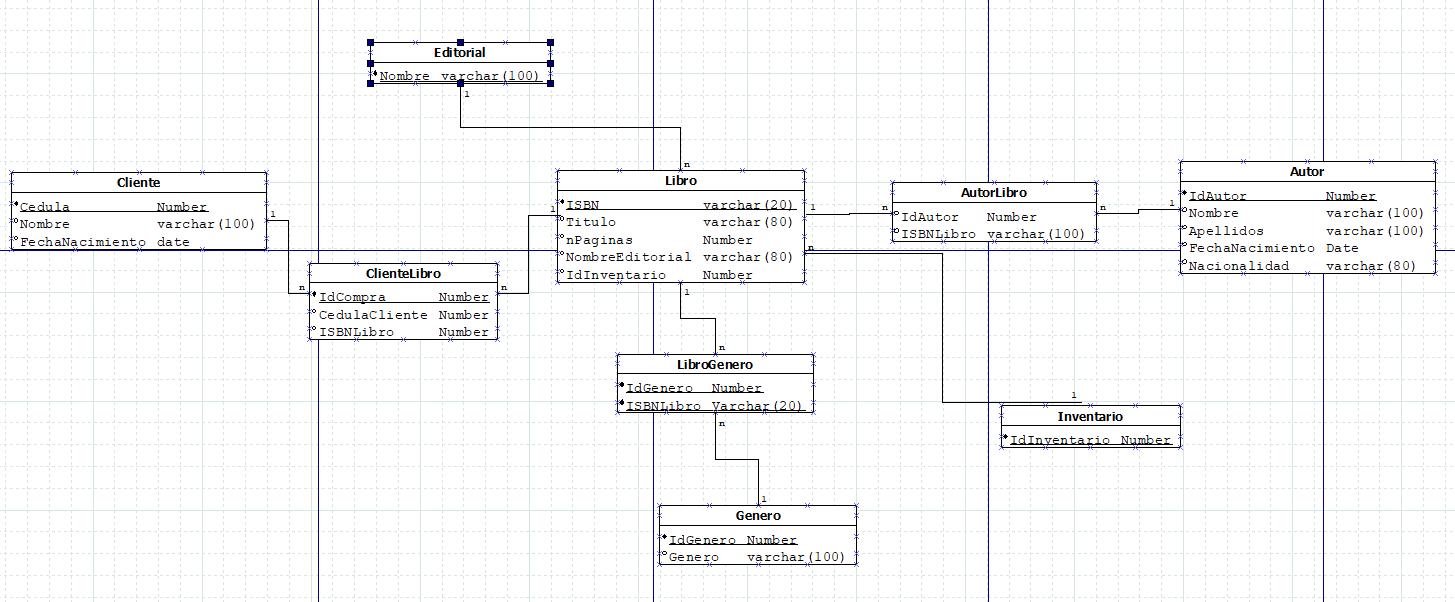 Editorial
Nombre varchar(100)
1
n
Cliente
Cedula Number
Nombre varchar(100)
FechaNacimiento date
1
n
ClienteLibro
IdCompra Number
CedulaCliente Number
ISBNLibro Number
n
1
Libro
ISBN varchar(20)
Titulo varchar(80)
nPaginas Number
NombreEditorial varchar(80)
IdInventario Number
1
n
AutorLibro
IdAutor Number
ISBNLibro varchar(100)
n
1
Autor
IdAutor Number
Nombre varchar(100)
Apellidos varchar(100)
FechaNacimiento Date
Nacionalidad varchar(80)
n
1
1
n
LibroGenero
IdGenero Number
ISBNLibro Varchar(20)
n
1
Inventario
IdInventario Number
Genero
IdGenero Number
Genero varchar(100)